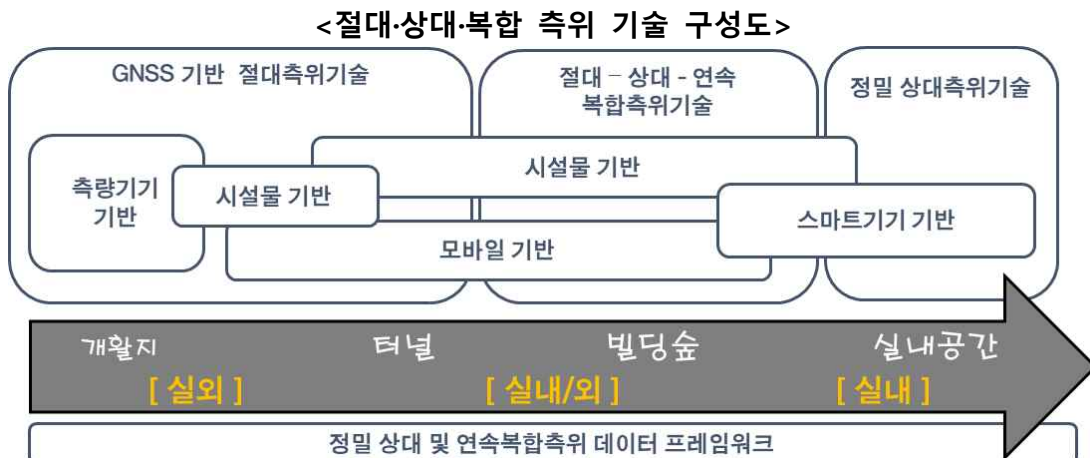 <절대·상대·복합 측위 기술 구성도>
GNSS 기반 절대측위기술
절대 – 상대 - 연속
복합측위기술
정밀 상대측위기술
측량기기
기반
시설물 기반
시설물 기반
모바일 기반
스마트기기 기반
개활지
터널
빌딩숲
실내공간
[ 실외 ]
[ 실내/외 ]
[ 실내 ]
정밀 상대 및 연속복합측위 데이터 프레임워크